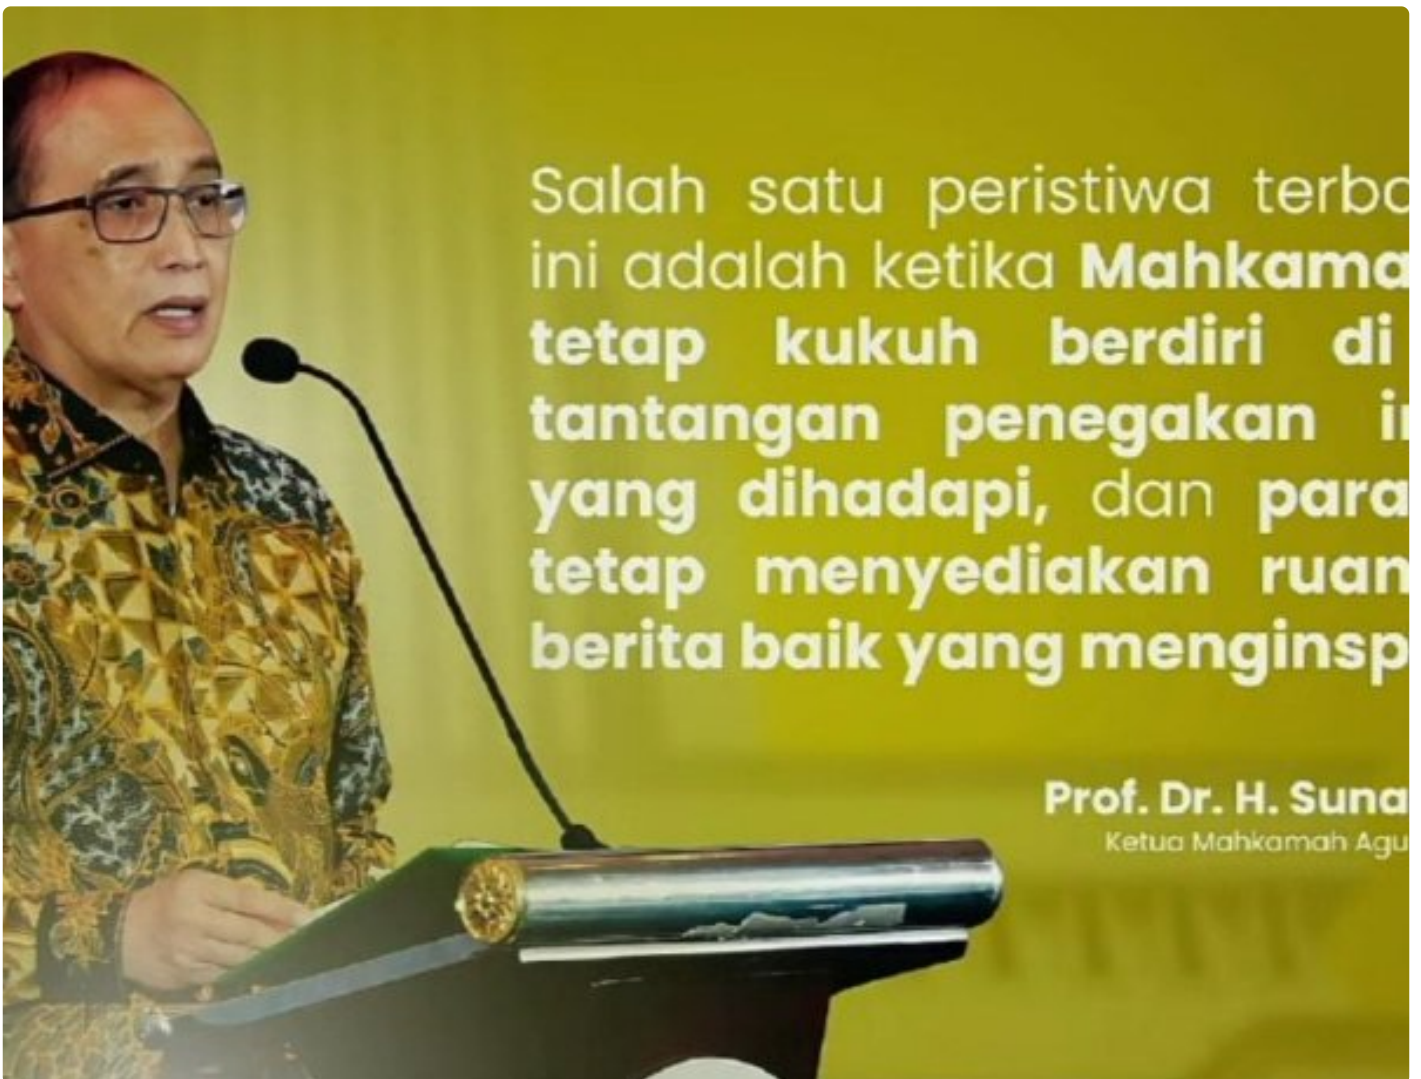 Salah satu peristiwa terba
ini adalah ketika Mahkama
tetap kukuh berdiri di
tantangan penegakan i
yang dihadapi, dan para
tetap menyediakan ruan
berita baik yang menginsp
Prof. Dr. H. Suna
Ketua Mahkamah Agu